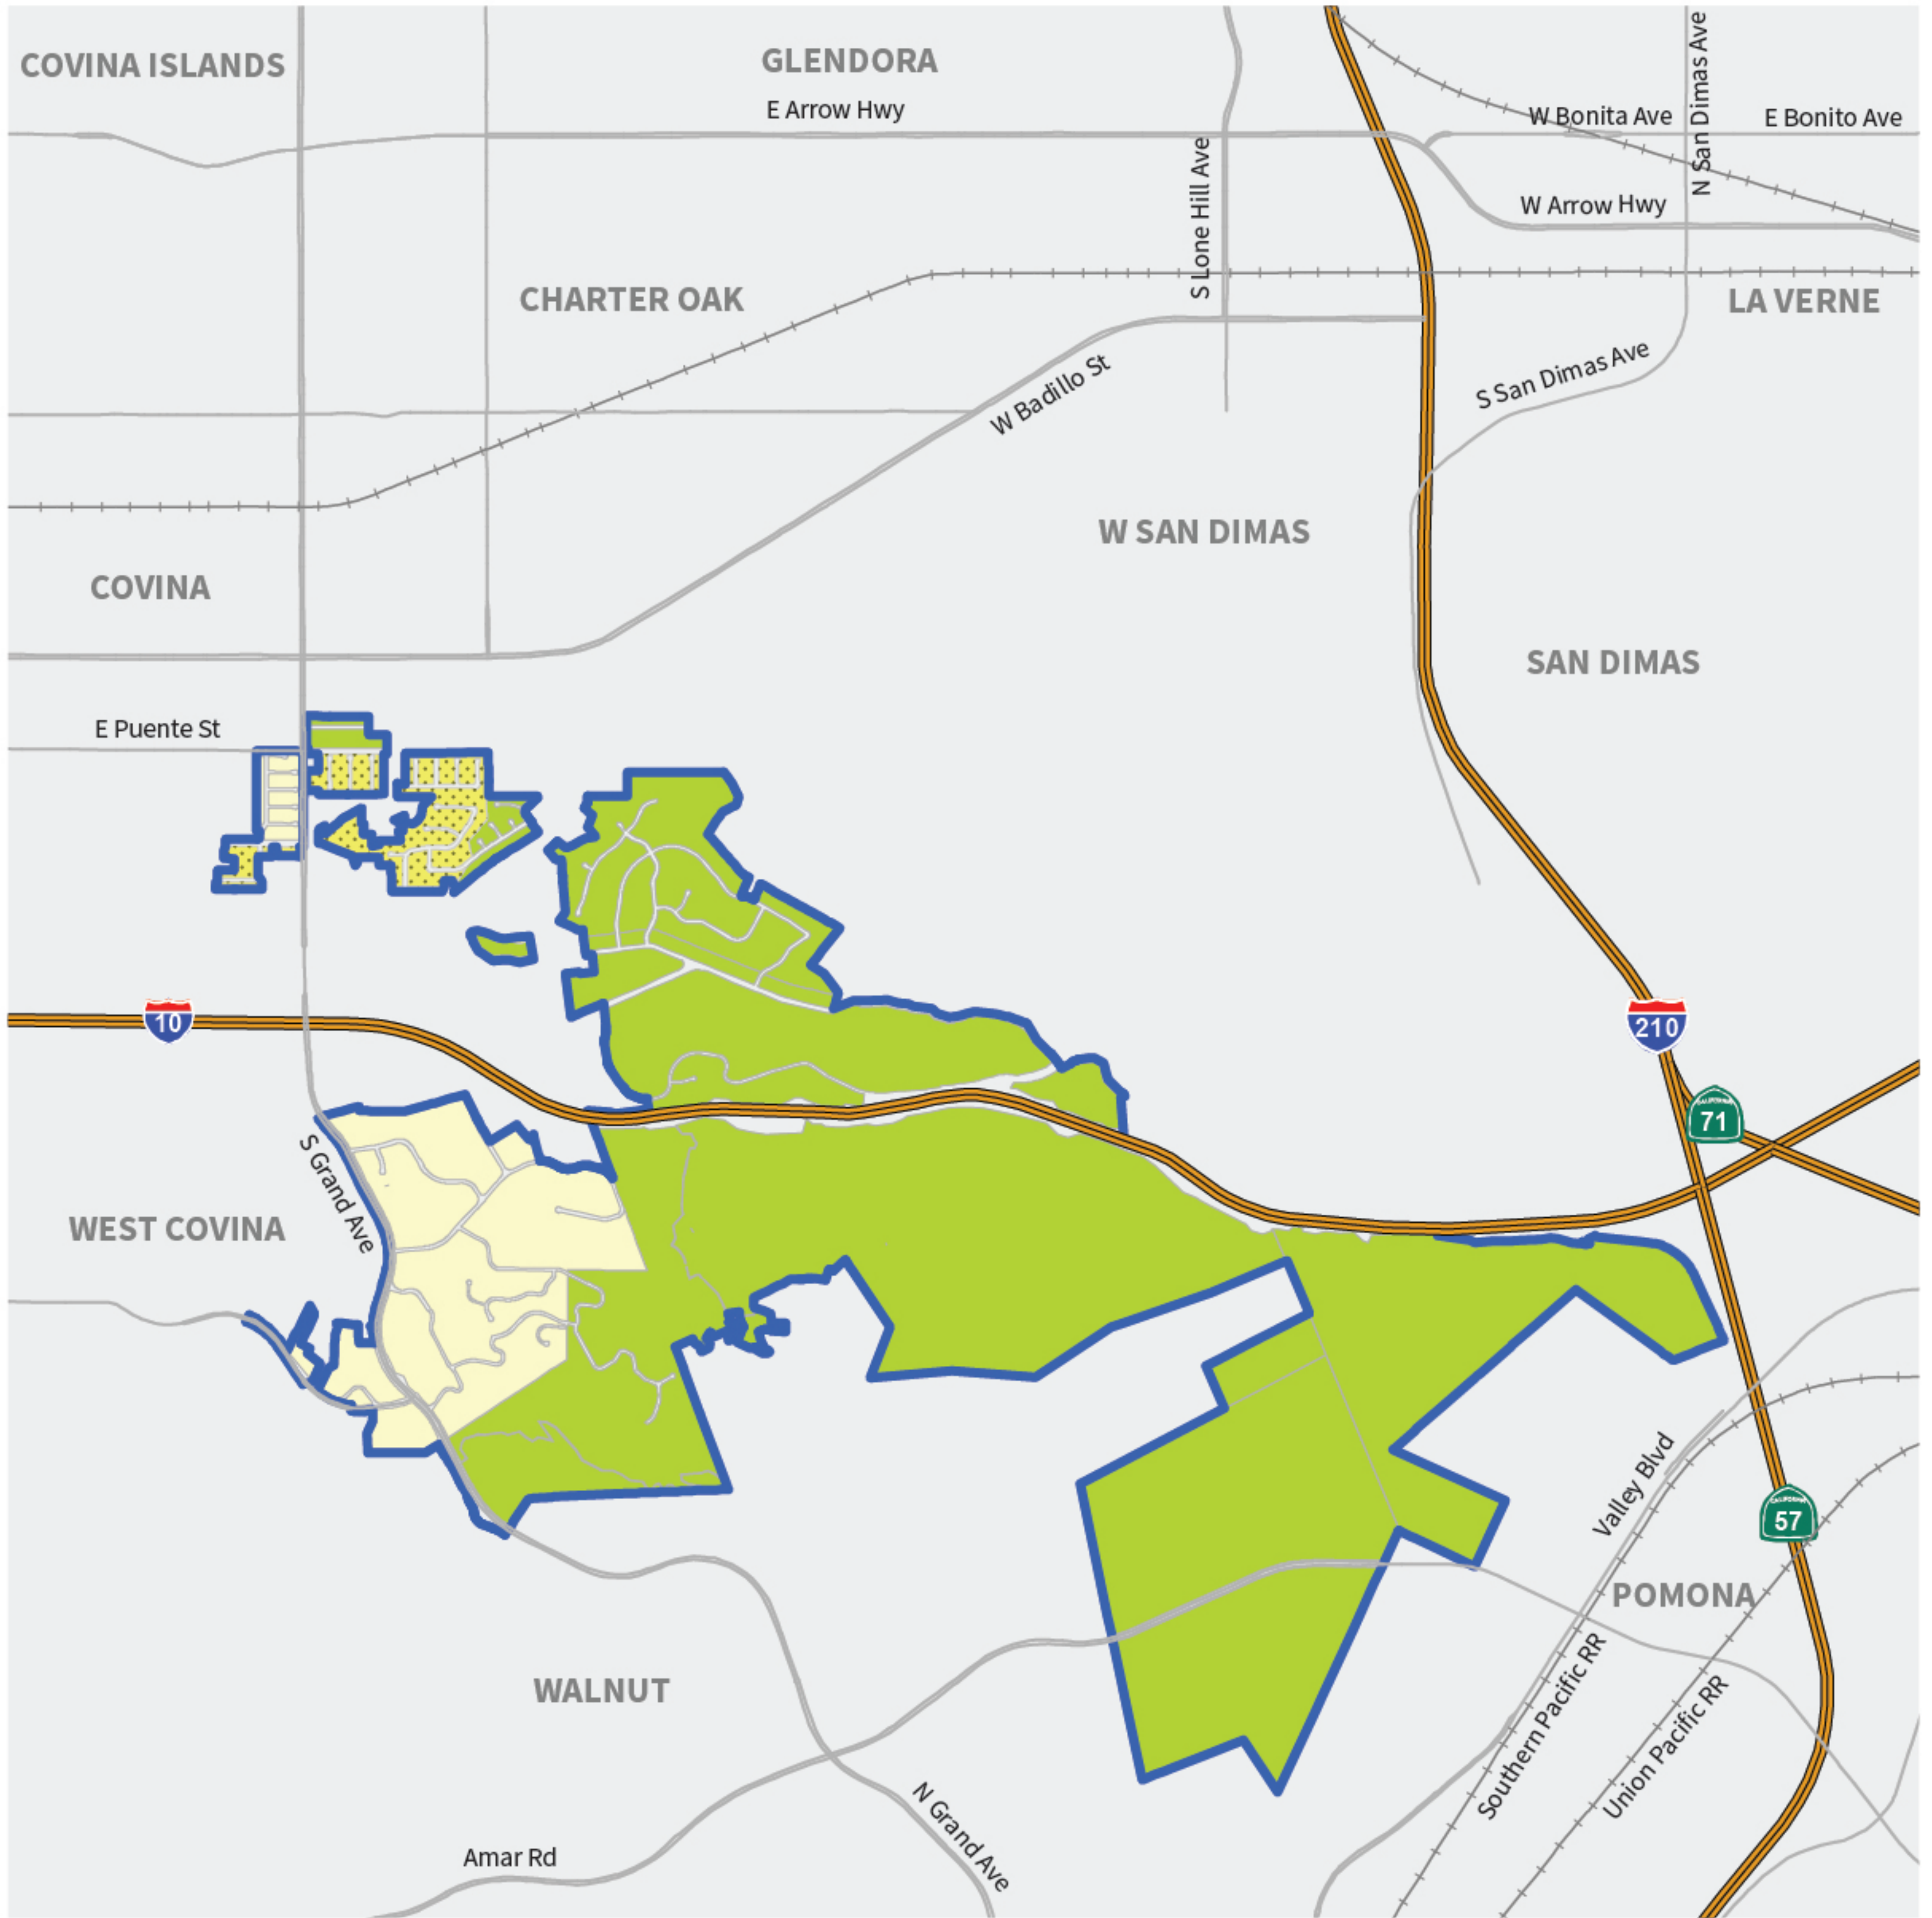 COVINA ISLANDS
GLENDORA
E Arrow Hwy
W Bonita Ave
N San Dimas Ave
E Bonito Ave
S Lone Hill Ave
W Arrow Hwy
CHARTER OAK
LA VERNE
W Badillo St
S San Dimas Ave
W SAN DIMAS
COVINA
SAN DIMAS
E Puente St
10
210
CALIFORNIA
71
S Grand Ave
WEST COVINA
Valley Blvd
CALIFORNIA
57
POMONA
WALNUT
Southern Pacific RR
Union Pacific RR
N Grand Ave
Amar Rd